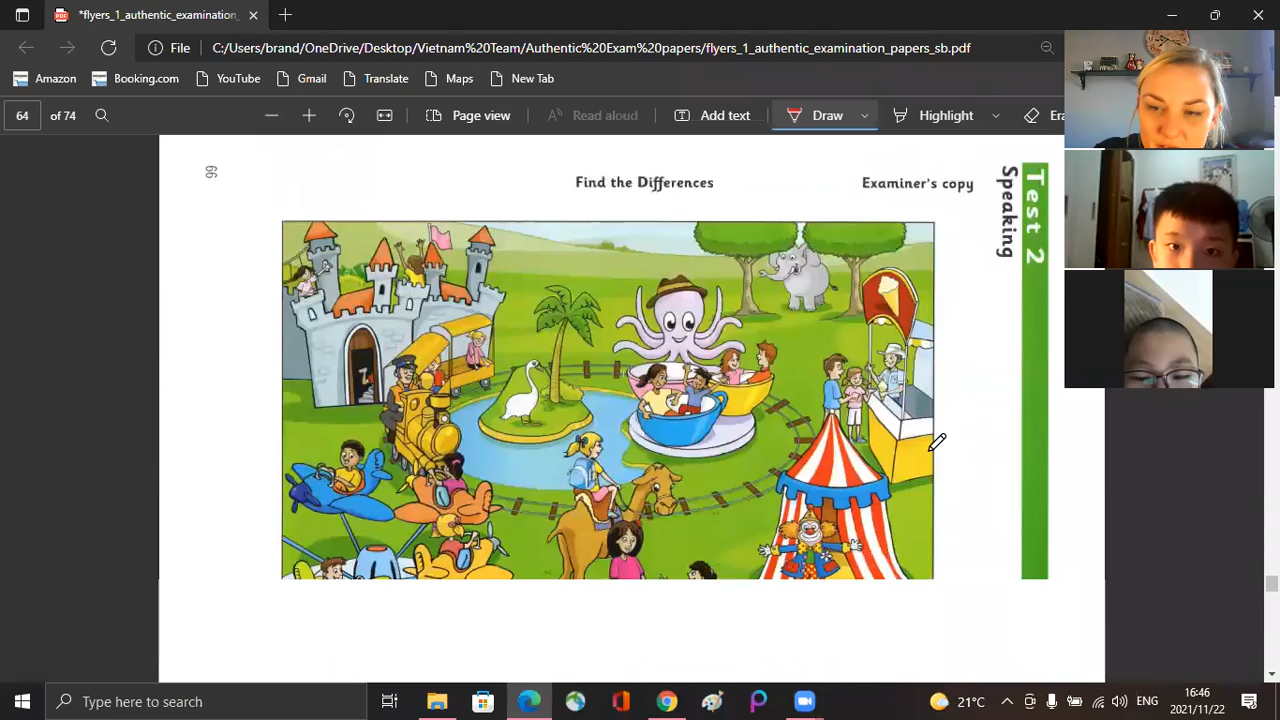 *flyers_1_authentic_examination_
File
C:/Users/brand/OneDrive/Desktop/Vietnam%20Team/Authentic%20Exam%20papers/flyers_1_authentic_examination_papers_sb.pdf
Amazon
Booking.com
YouTube
Gmail
Translate
Maps
New Tab
64 of 74
Page view
Read aloud
Add text
Draw
Highlight
Era
66
Find the Differences
Examiner's copy
Test 2
Speaking
Type here to search
21°C
ENG
16:46
2021/11/22